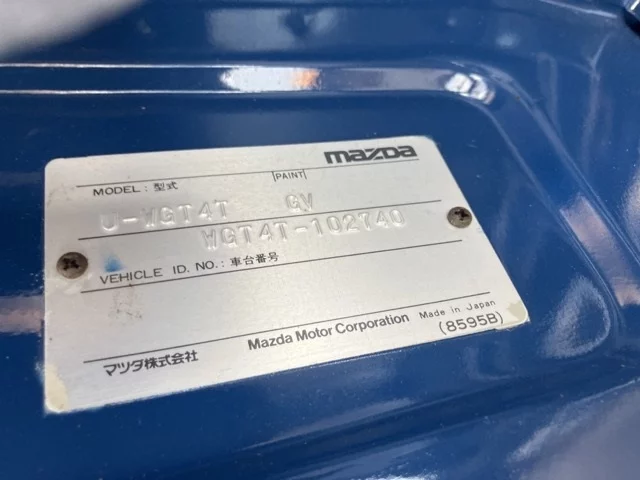 mazda
MODEL : 型式 PAINT
U-WGT4T GV
WGT4T-102740
VEHICLE ID. NO. : 車台番号
マツダ株式会社 Mazda Motor Corporation Made in Japan
(8595B)